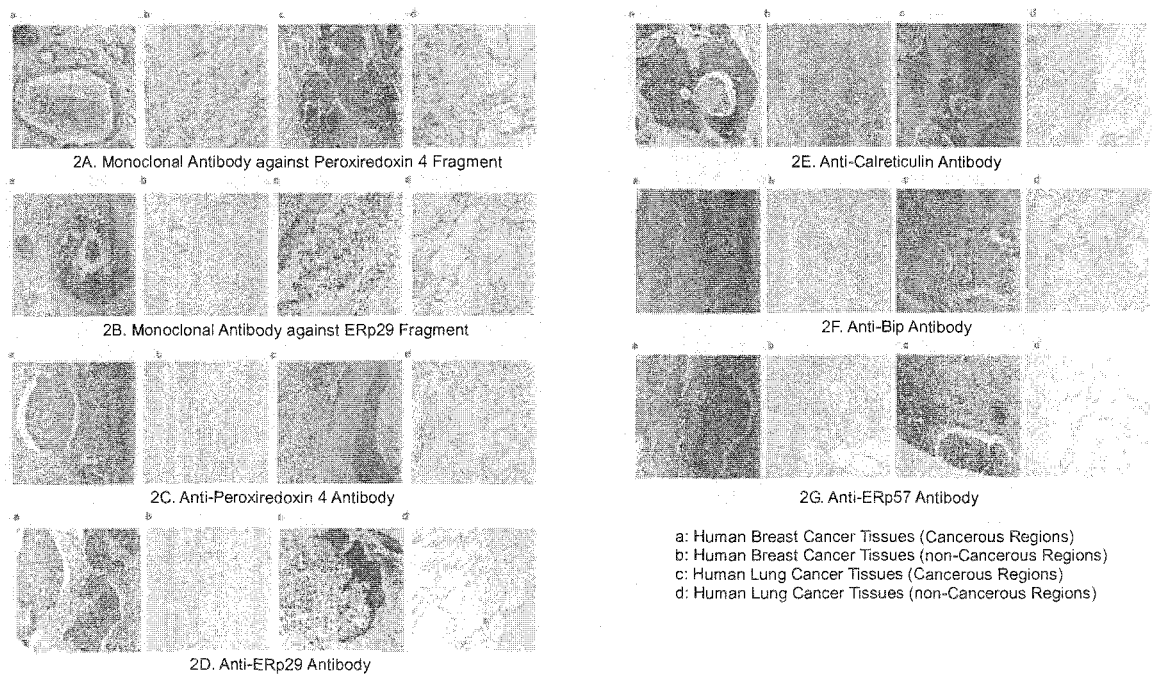 a b c d
2A. Monoclonal Antibody against Peroxiredoxin 4 Fragment
a b c d
2B. Monoclonal Antibody against ERp29 Fragment
a b c d
2C. Anti-Peroxiredoxin 4 Antibody
a b c d
2D. Anti-ERp29 Antibody
a b c d
2E. Anti-Calreticulin Antibody
a b c d
2F. Anti-Bip Antibody
a b c d
2G. Anti-ERp57 Antibody
a: Human Breast Cancer Tissues (Cancerous Regions)
b: Human Breast Cancer Tissues (non-Cancerous Regions)
c: Human Lung Cancer Tissues (Cancerous Regions)
d: Human Lung Cancer Tissues (non-Cancerous Regions)